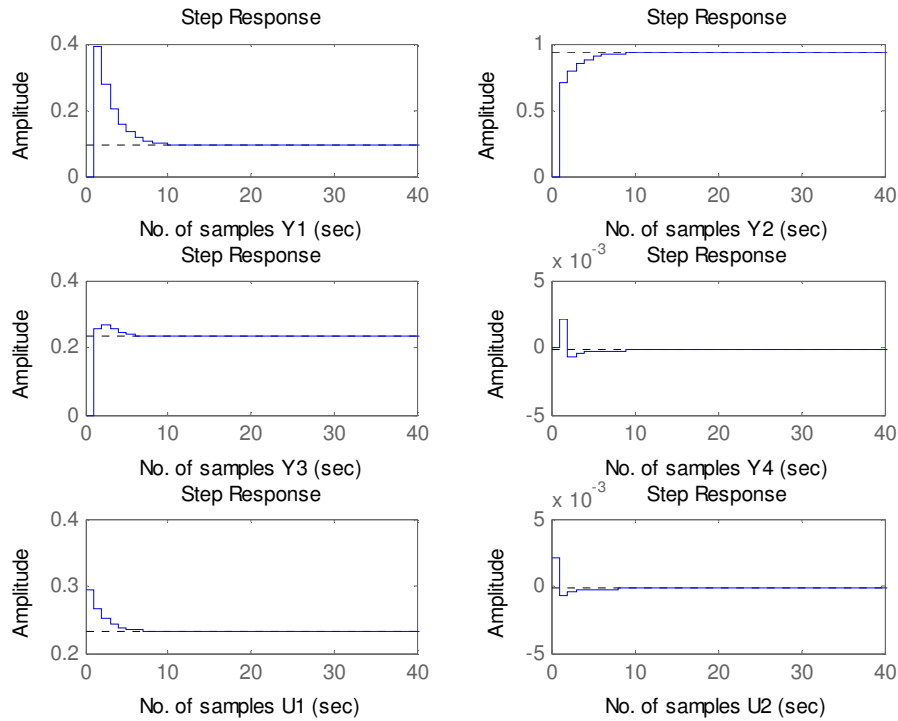 Step Response
0.4
0.2
0
Amplitude
0 10 20 30 40
No. of samples Y1 (sec)
Step Response
1
0.5
0
Amplitude
0 10 20 30 40
No. of samples Y2 (sec)
Step Response
0.4
0.2
0
Amplitude
0 10 20 30 40
No. of samples Y3 (sec)
Step Response
x 10-3
5
0
-5
Amplitude
0 10 20 30 40
No. of samples Y4 (sec)
Step Response
0.4
0.3
0.2
Amplitude
0 10 20 30 40
No. of samples U1 (sec)
Step Response
x 10-3
5
0
-5
Amplitude
0 10 20 30 40
No. of samples U2 (sec)